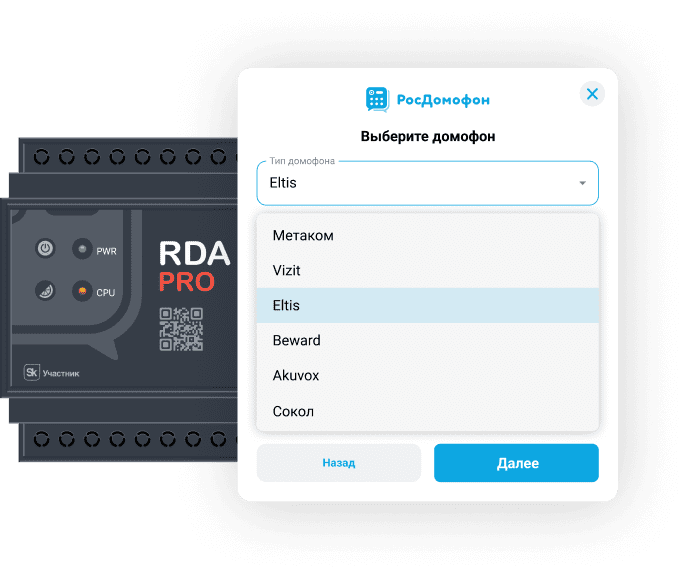 РосДомофон
Выберите домофон
Тип домофона
Eltis
Метаком
Vizit
Eltis
Beward
Akuvox
Сокол
Назад
Далее
PWR
CPU
RDA
PRO
Sk Участник